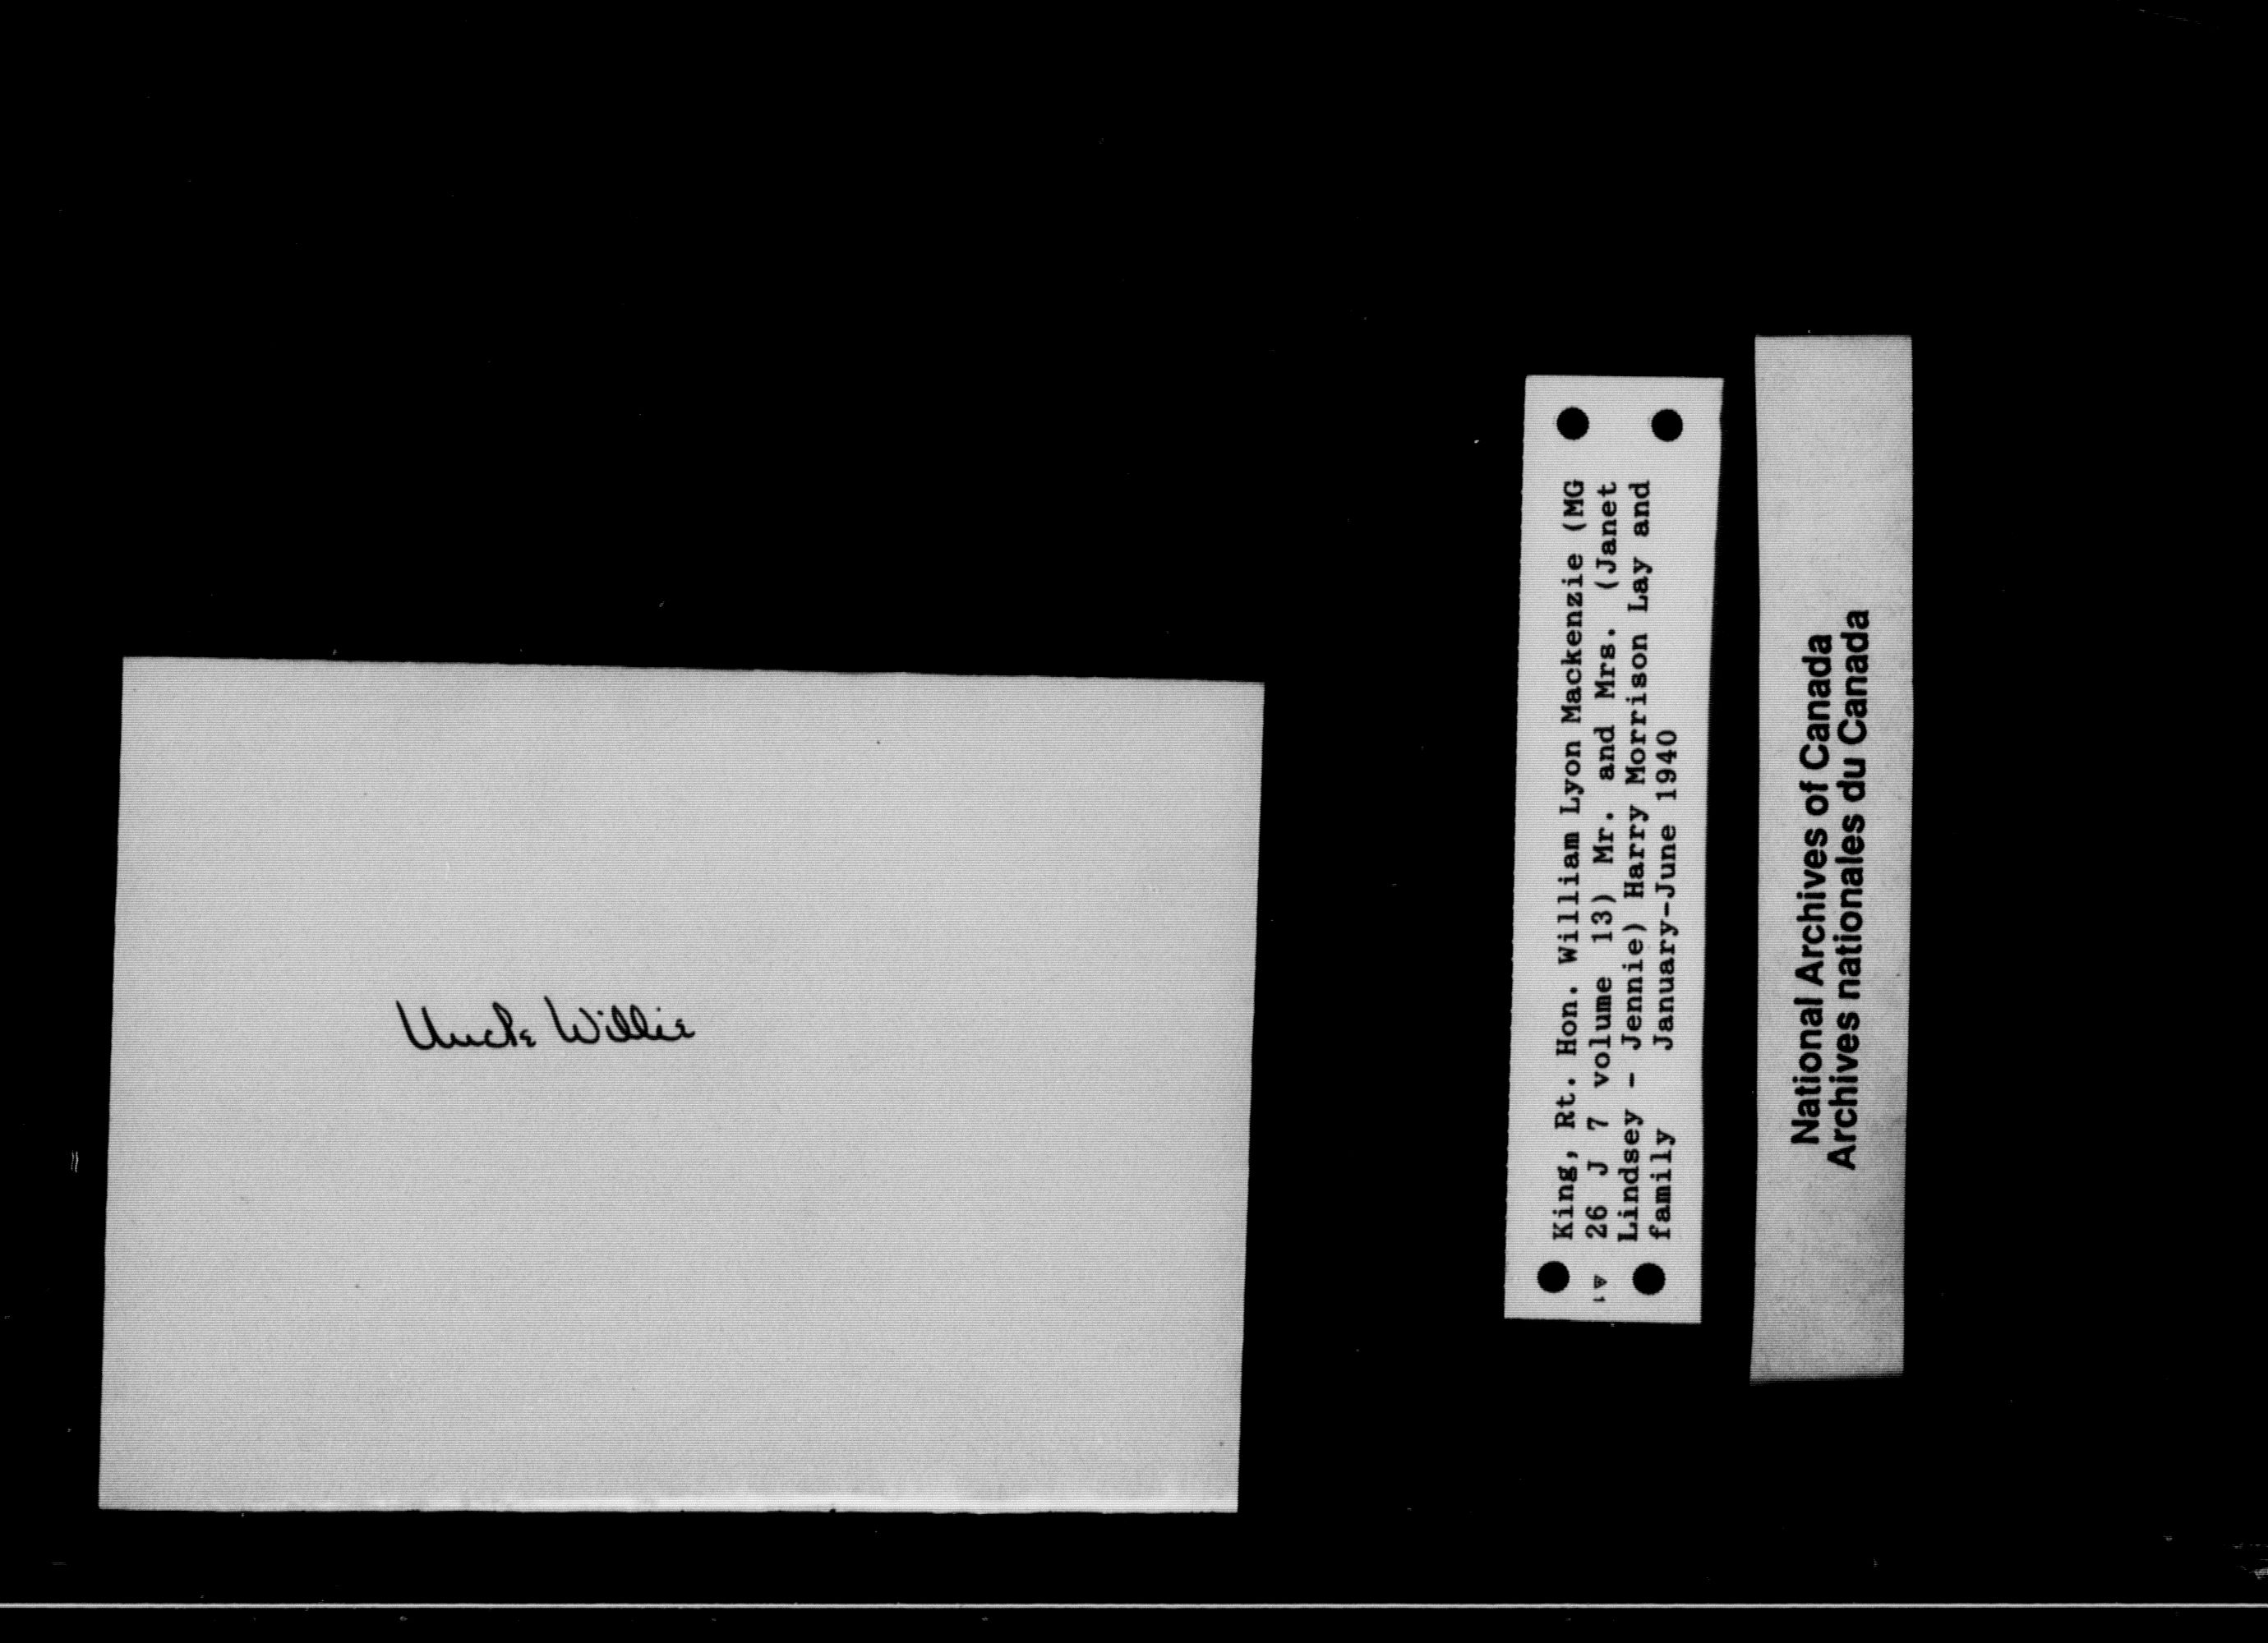 Uncle Willie
King, Rt. Hon. William Lyon Mackenzie (MG
26 J 7 volume 13) Mr. and Mrs. (Janet
Lindsey - Jennie) Harry Morrison Lay and
family January-June 1940
National Archives of Canada
Archives nationales du Canada